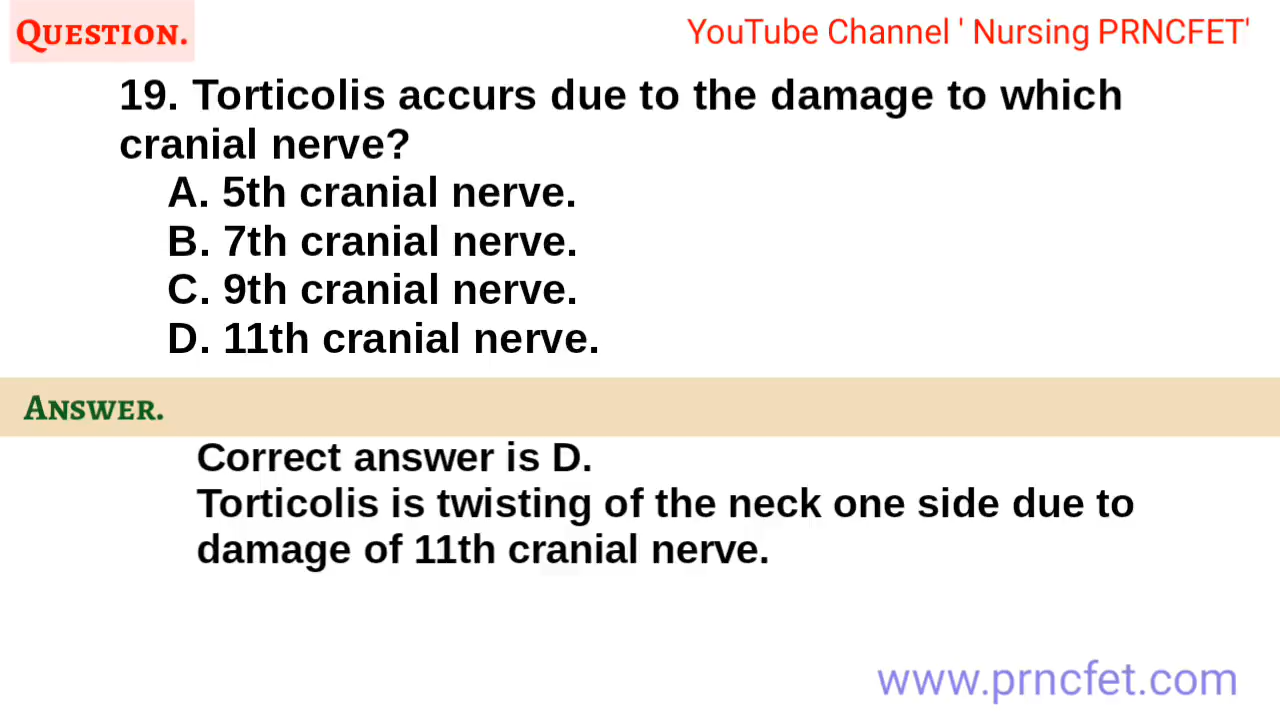 QUESTION.
YouTube Channel ' Nursing PRNCFET'
19. Torticolis accurs due to the damage to which
cranial nerve?
A. 5th cranial nerve.
B. 7th cranial nerve.
C. 9th cranial nerve.
D. 11th cranial nerve.
ANSWER.
Correct answer is D.
Torticolis is twisting of the neck one side due to
damage of 11th cranial nerve.
www.prncfet.com